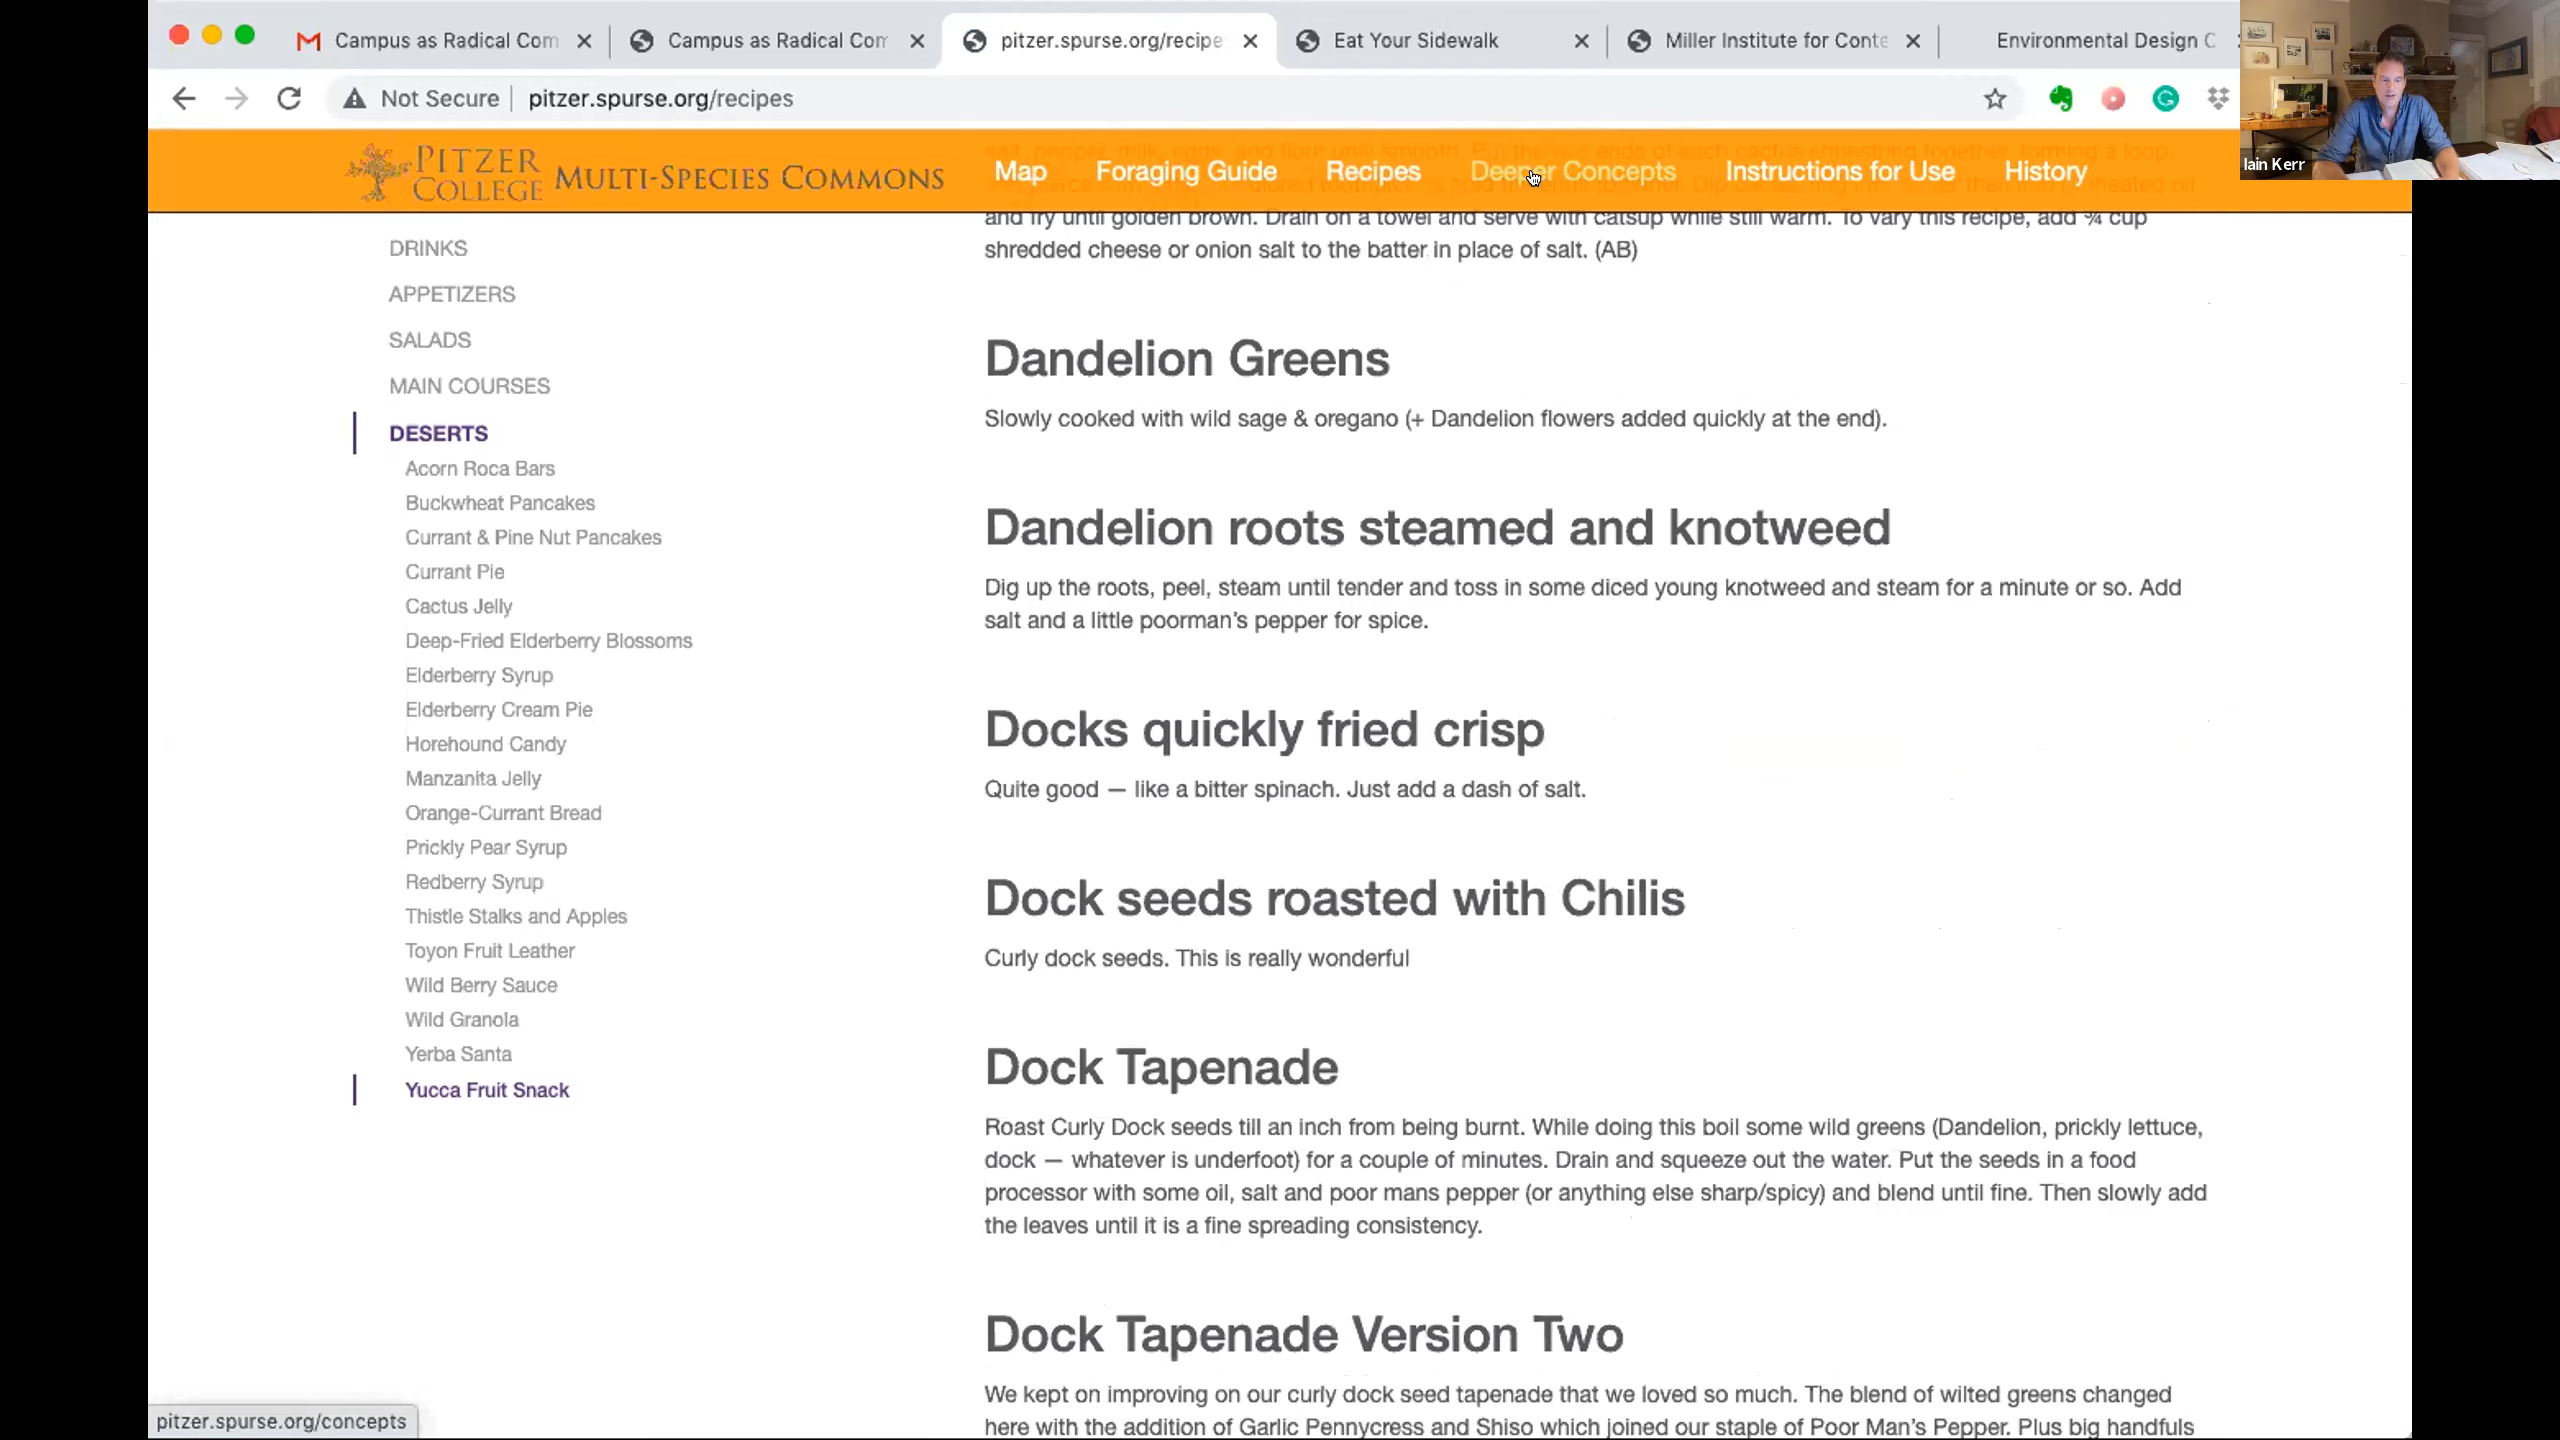 Campus as Radical Com
Campus as Radical Con
pitzer.spurse.org/recipe
Eat Your Sidewalk
Miller Institute for Conte
Environmental Design C
Not Secure
pitzer.spurse.org/recipes
Iain Kerr
PITZER COLLEGE
MULTI-SPECIES COMMONS
Map
Foraging Guide
Recipes
Deeper Concepts
Instructions for Use
History
and fry until golden brown. Drain on a towel and serve with catsup while still warm. To vary this recipe, add ¾ cup
shredded cheese or onion salt to the batter in place of salt. (AB)
DRINKS
APPETIZERS
SALADS
MAIN COURSES
DESERTS
Acorn Roca Bars
Buckwheat Pancakes
Currant & Pine Nut Pancakes
Currant Pie
Cactus Jelly
Deep-Fried Elderberry Blossoms
Elderberry Syrup
Elderberry Cream Pie
Horehound Candy
Manzanita Jelly
Orange-Currant Bread
Prickly Pear Syrup
Redberry Syrup
Thistle Stalks and Apples
Toyon Fruit Leather
Wild Berry Sauce
Wild Granola
Yerba Santa
Yucca Fruit Snack
Dandelion Greens
Slowly cooked with wild sage & oregano (+ Dandelion flowers added quickly at the end).
Dandelion roots steamed and knotweed
Dig up the roots, peel, steam until tender and toss in some diced young knotweed and steam for a minute or so. Add
salt and a little poorman's pepper for spice.
Docks quickly fried crisp
Quite good — like a bitter spinach. Just add a dash of salt.
Dock seeds roasted with Chilis
Curly dock seeds. This is really wonderful
Dock Tapenade
Roast Curly Dock seeds till an inch from being burnt. While doing this boil some wild greens (Dandelion, prickly lettuce,
dock — whatever is underfoot) for a couple of minutes. Drain and squeeze out the water. Put the seeds in a food
processor with some oil, salt and poor mans pepper (or anything else sharp/spicy) and blend until fine. Then slowly add
the leaves until it is a fine spreading consistency.
Dock Tapenade Version Two
We kept on improving on our curly dock seed tapenade that we loved so much. The blend of wilted greens changed
here with the addition of Garlic Pennycress and Shiso which joined our staple of Poor Man's Pepper. Plus big handfuls
pitzer.spurse.org/concepts